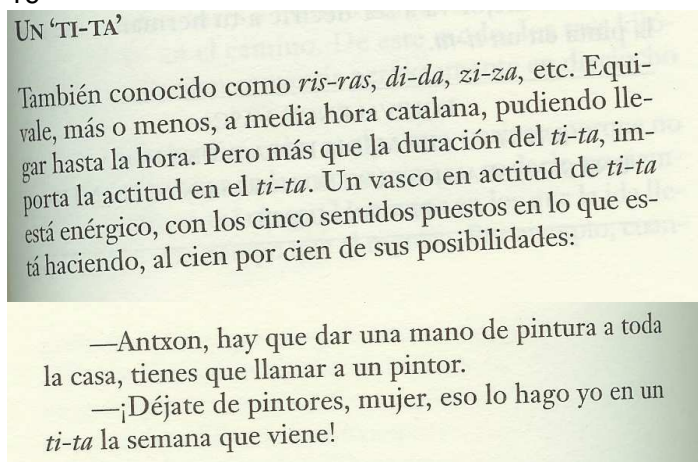 UN ‘TI-TA’
También conocido como ris-ras, di-da, zi-za, etc. Equi-
vale, más o menos, a media hora catalana, pudiendo lle-
gar hasta la hora. Pero más que la duración del ti-ta, im-
porta la actitud en el ti-ta. Un vasco en actitud de ti-ta
está enérgico, con los cinco sentidos puestos en lo que es-
tá haciendo, al cien por cien de sus posibilidades:
—Antxon, hay que dar una mano de pintura a toda
la casa, tienes que llamar a un pintor.
—¡Déjate de pintores, mujer, eso lo hago yo en un
ti-ta la semana que viene!